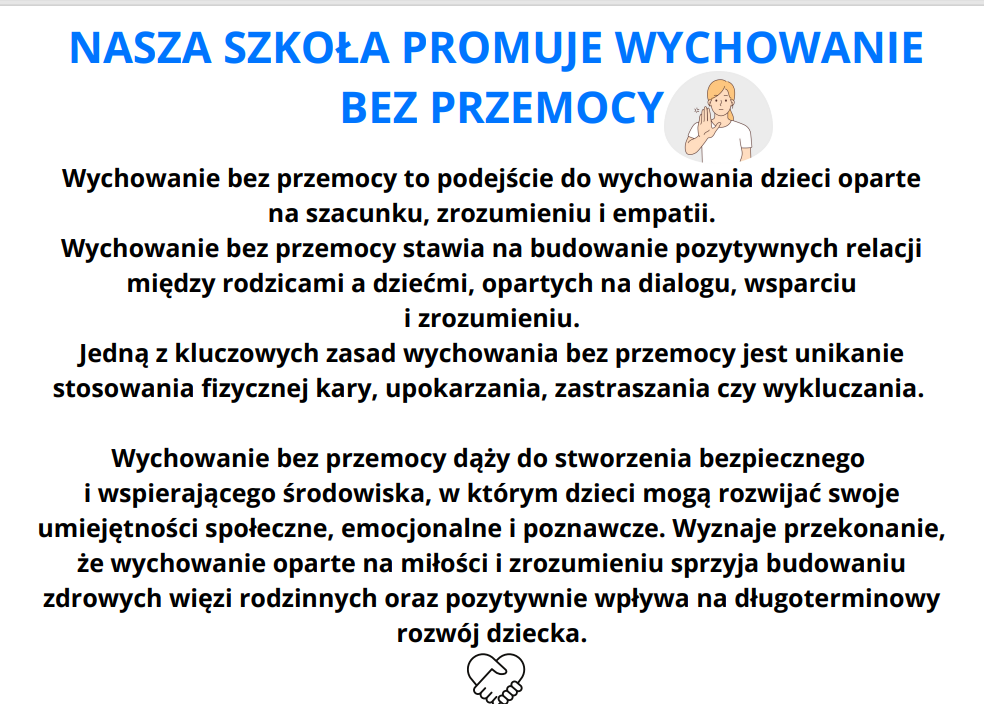 NASZA SZKOŁA PROMUJE WYCHOWANIE
BEZ PRZEMOCY
Wychowanie bez przemocy to podejście do wychowania dzieci oparte
na szacunku, zrozumieniu i empatii.
Wychowanie bez przemocy stawia na budowanie pozytywnych relacji
między rodzicami a dziećmi, opartych na dialogu, wsparciu
i zrozumieniu.
Jedną z kluczowych zasad wychowania bez przemocy jest unikanie
stosowania fizycznej kary, upokarzania, zastraszania czy wykluczania.
Wychowanie bez przemocy dąży do stworzenia bezpiecznego
i wspierającego środowiska, w którym dzieci mogą rozwijać swoje
umiejętności społeczne, emocjonalne i poznawcze. Wyznaje przekonanie,
że wychowanie oparte na miłości i zrozumieniu sprzyja budowaniu
zdrowych więzi rodzinnych oraz pozytywnie wpływa na długoterminowy
rozwój dziecka.